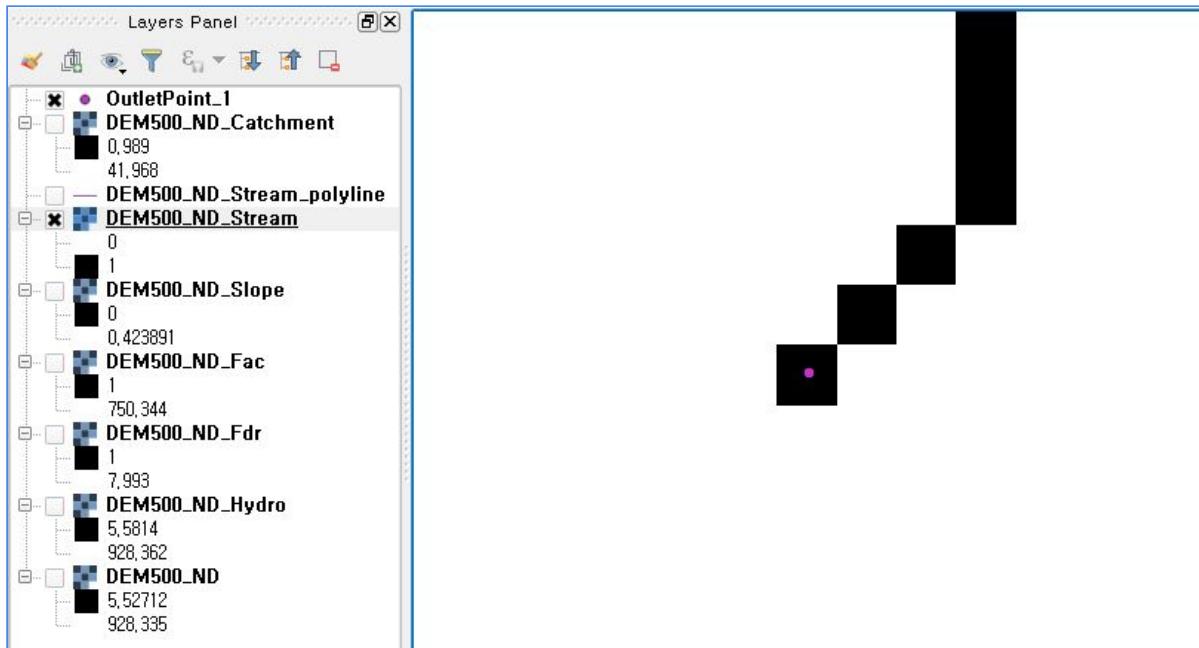 Layers Panel
OutletPoint_1
DEM500_ND_Catchment
0,989
41,968
DEM500_ND_Stream_polyline
DEM500_ND_Stream
0
1
DEM500_ND_Slope
0
0,423891
DEM500_ND_Fac
1
750,344
DEM500_ND_Fdr
1
7,993
DEM500_ND_Hydro
5,5814
928,362
DEM500_ND
5,52712
928,335